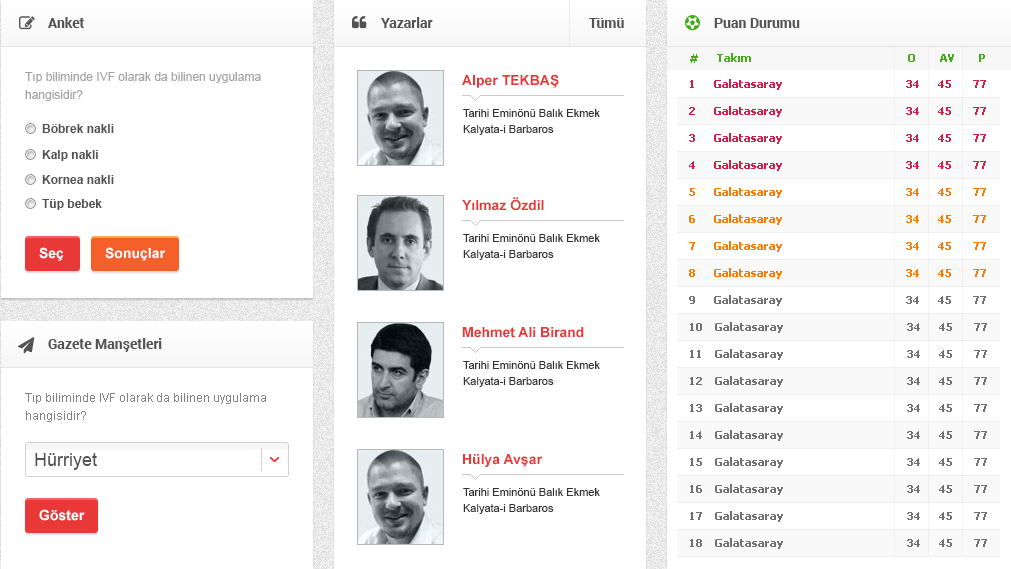 Anket
Tıp biliminde IVF olarak da bilinen uygulama
hangisidir?
Böbrek nakli
Kalp nakli
Kornea nakli
Tüp bebek
Seç Sonuçlar
Gazete Manşetleri
Tıp biliminde IVF olarak da bilinen uygulama
hangisidir?
Hürriyet
Göster
Yazarlar Tümü
Alper TEKBAŞ
Tarihi Eminönü Balık Ekmek
Kalyata-i Barbaros
Yılmaz Özdil
Tarihi Eminönü Balık Ekmek
Kalyata-i Barbaros
Mehmet Ali Birand
Tarihi Eminönü Balık Ekmek
Kalyata-i Barbaros
Hülya Avşar
Tarihi Eminönü Balık Ekmek
Kalyata-i Barbaros
Puan Durumu
# Takım O AV P
1 Galatasaray 34 45 77
2 Galatasaray 34 45 77
3 Galatasaray 34 45 77
4 Galatasaray 34 45 77
5 Galatasaray 34 45 77
6 Galatasaray 34 45 77
7 Galatasaray 34 45 77
8 Galatasaray 34 45 77
9 Galatasaray 34 45 77
10 Galatasaray 34 45 77
11 Galatasaray 34 45 77
12 Galatasaray 34 45 77
13 Galatasaray 34 45 77
14 Galatasaray 34 45 77
15 Galatasaray 34 45 77
16 Galatasaray 34 45 77
17 Galatasaray 34 45 77
18 Galatasaray 34 45 77